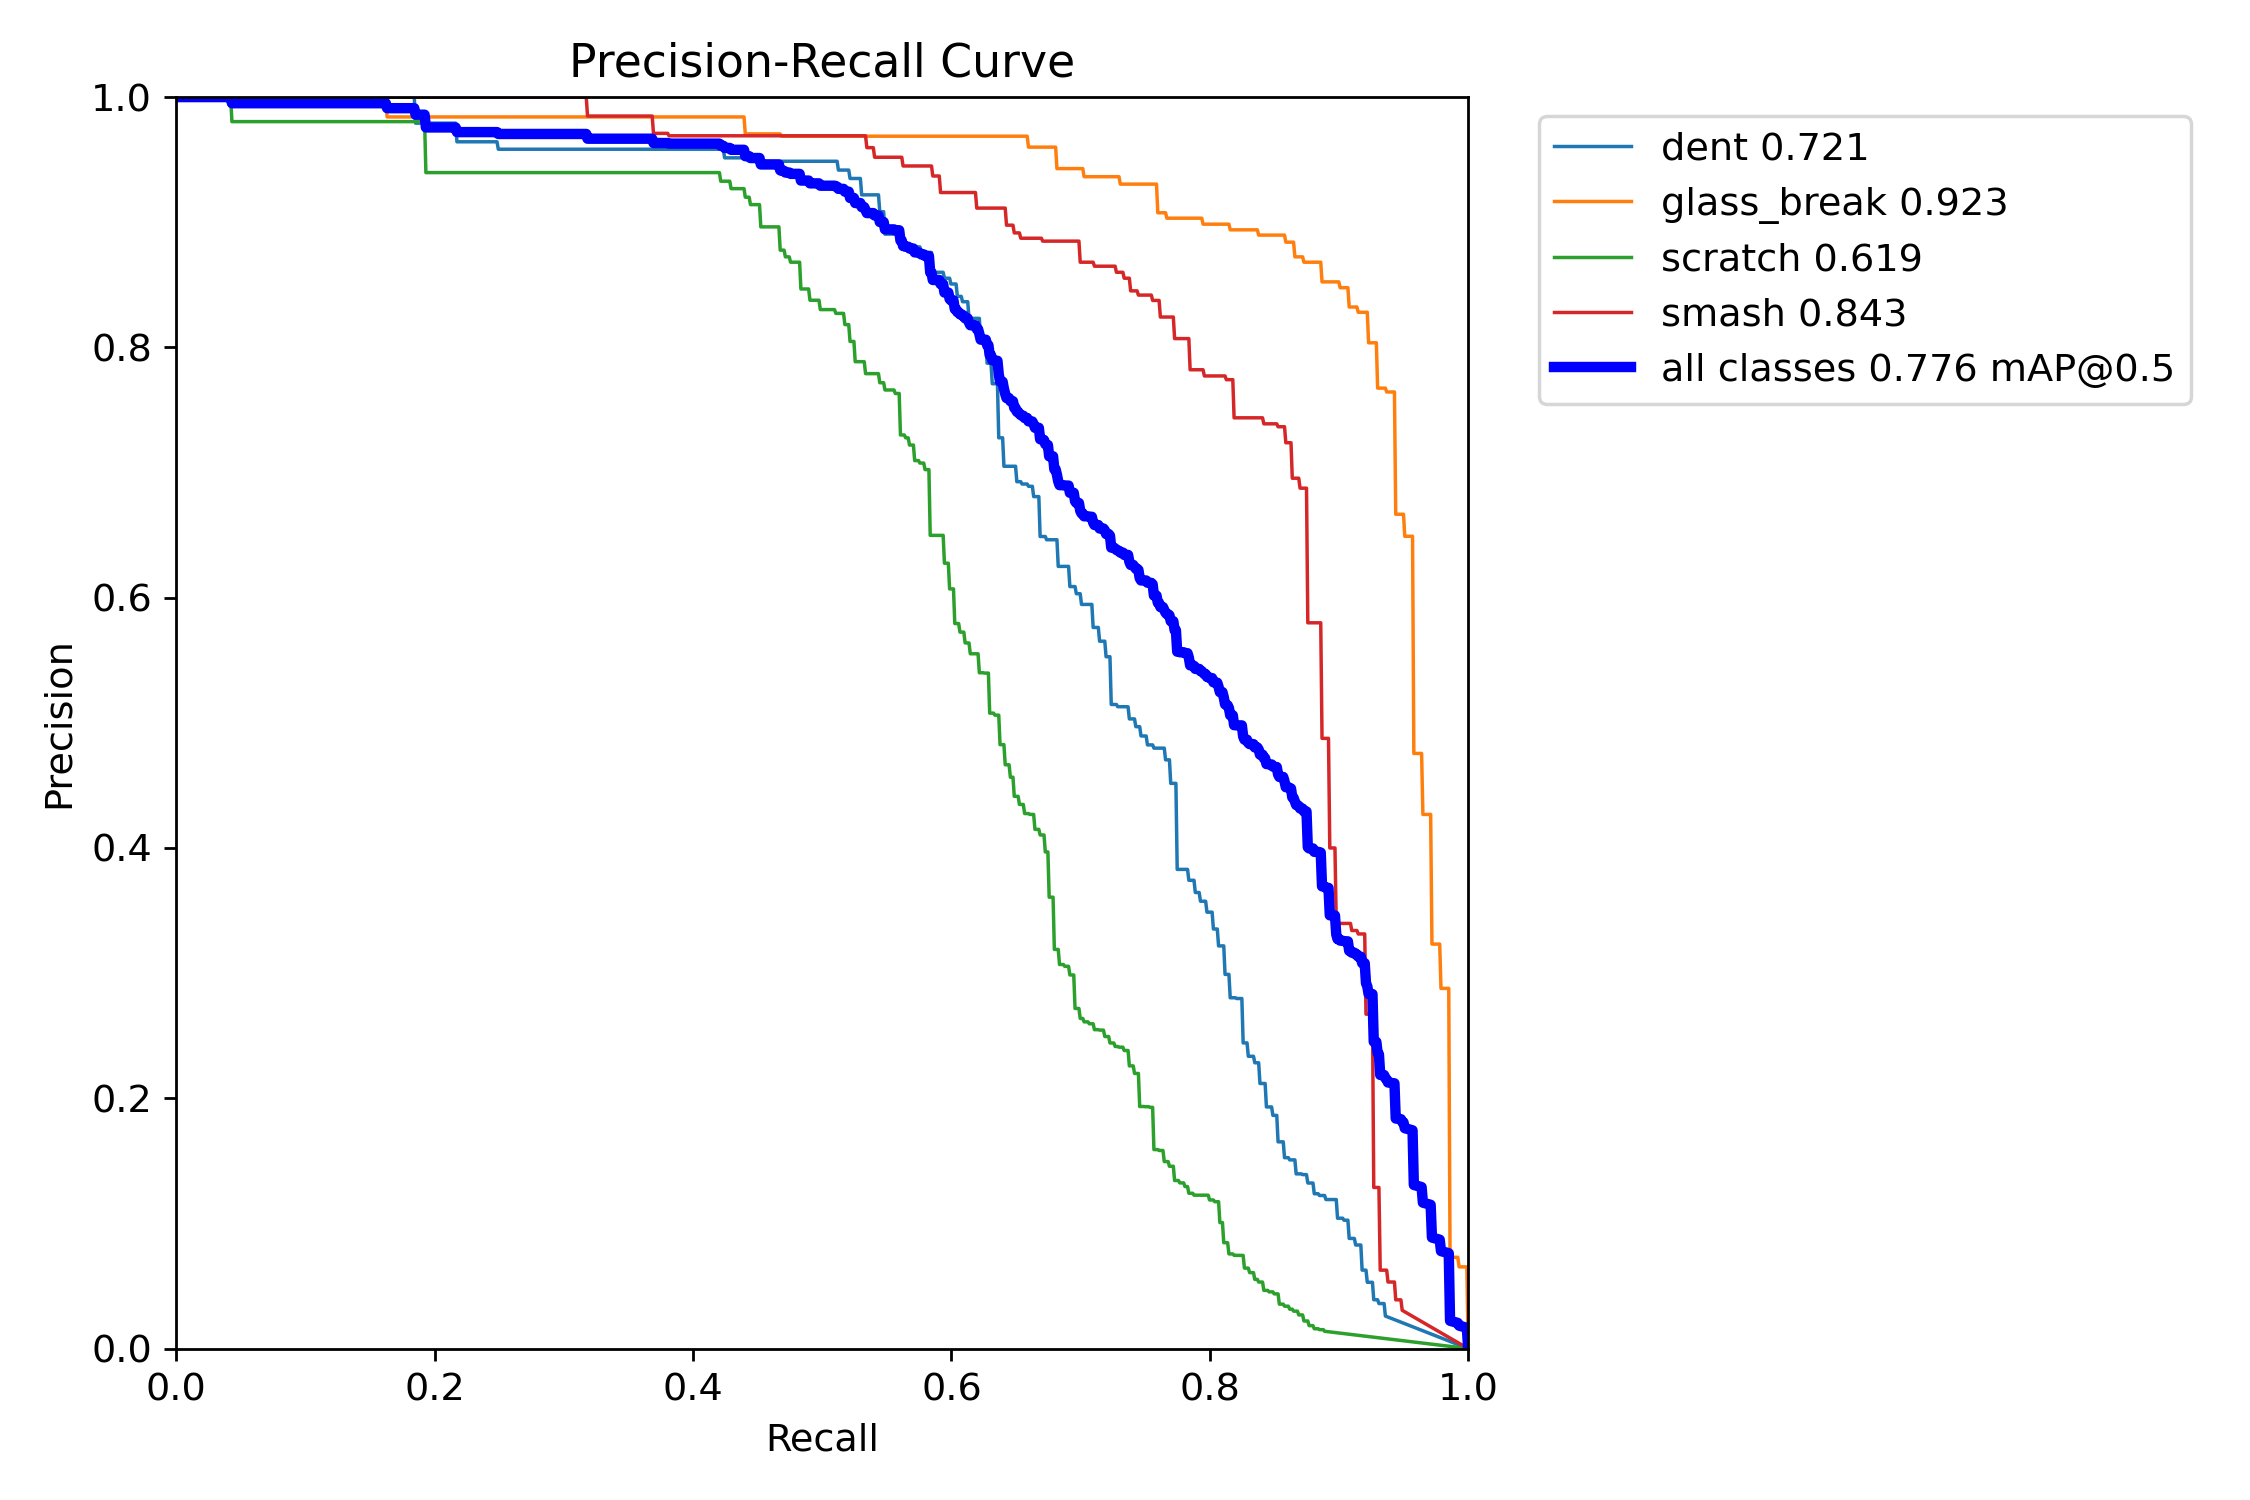 Precision-Recall Curve
1.0
0.8
0.6
0.4
0.2
0.0
Precision
0.0 0.2 0.4 0.6 0.8 1.0
Recall
dent 0.721
glass_break 0.923
scratch 0.619
smash 0.843
all classes 0.776 mAP@0.5